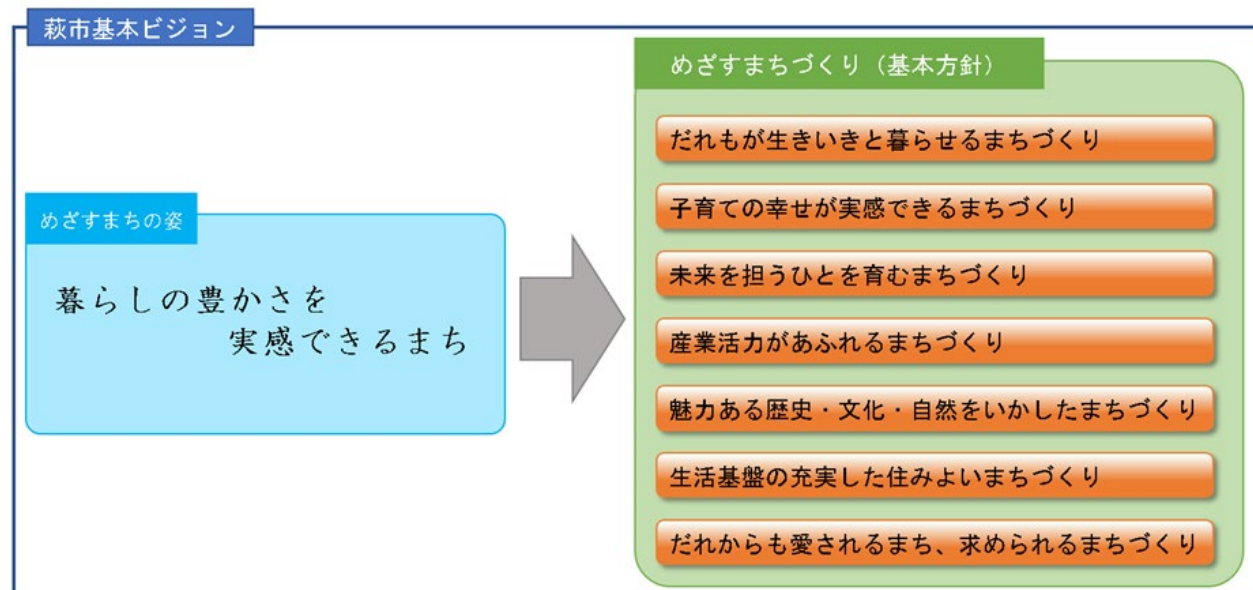 萩市基本ビジョン
めざすまちの姿
暮らしの豊かさを
実感できるまち
めざすまちづくり（基本方針）
だれもが生きいきと暮らせるまちづくり
子育ての幸せが実感できるまちづくり
未来を担うひとを育むまちづくり
産業活力があふれるまちづくり
魅力ある歴史・文化・自然をいかしたまちづくり
生活基盤の充実した住みよいまちづくり
だれからも愛されるまち、求められるまちづくり